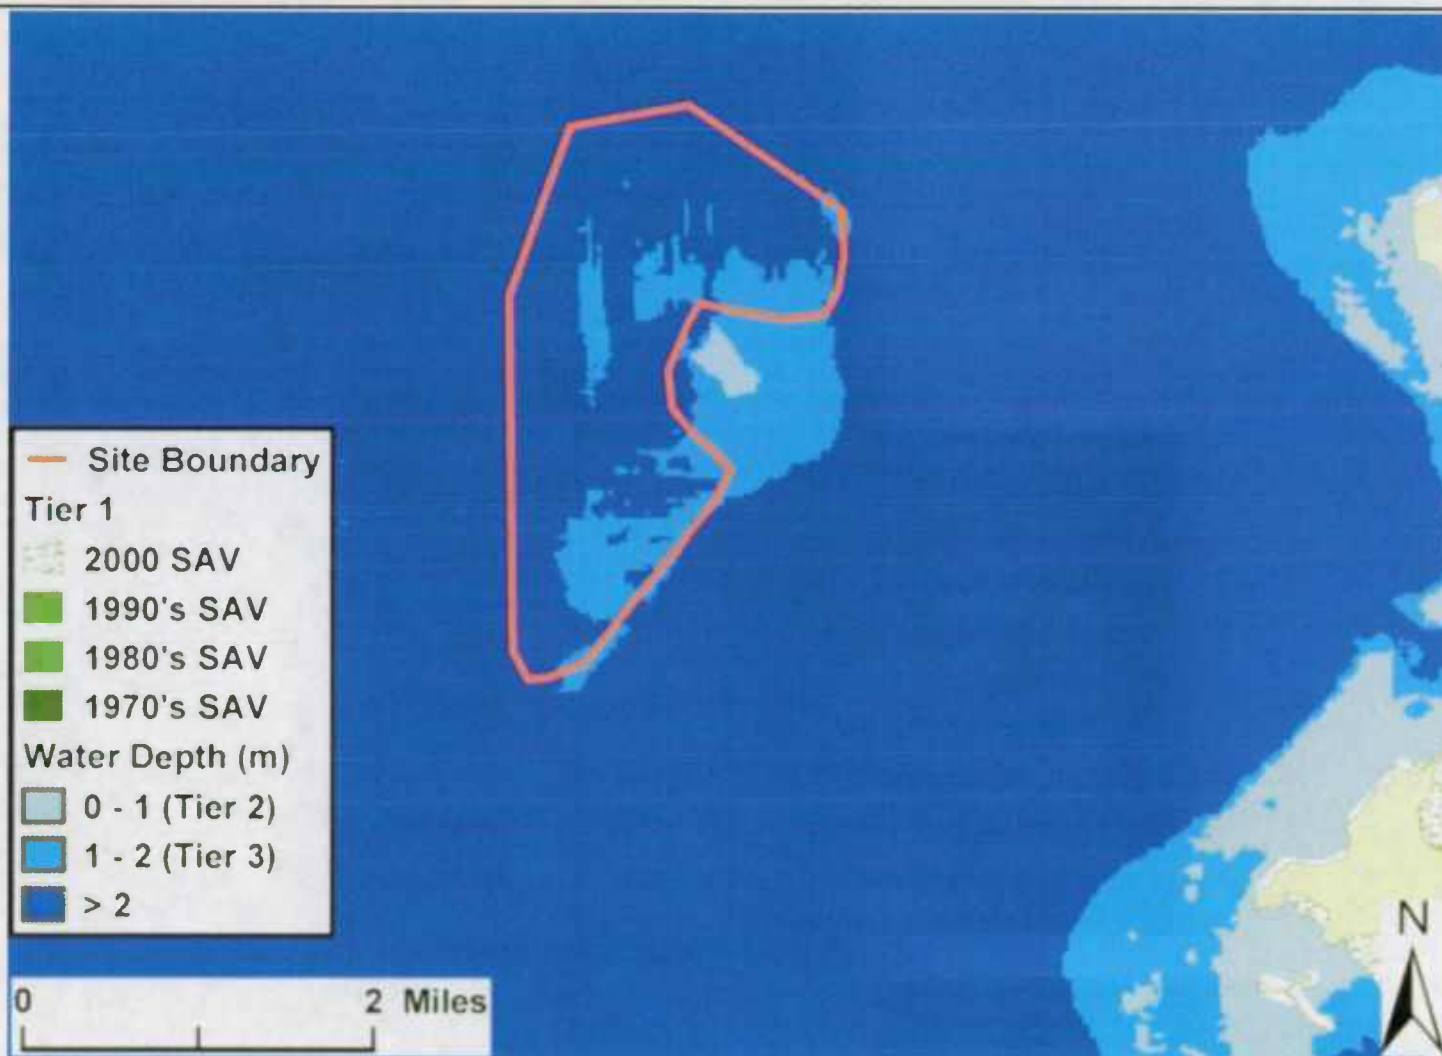 Site Boundary
Tier 1
2000 SAV
1990's SAV
1980's SAV
1970's SAV
Water Depth (m)
0 - 1 (Tier 2)
1 - 2 (Tier 3)
> 2
0 2 Miles
N